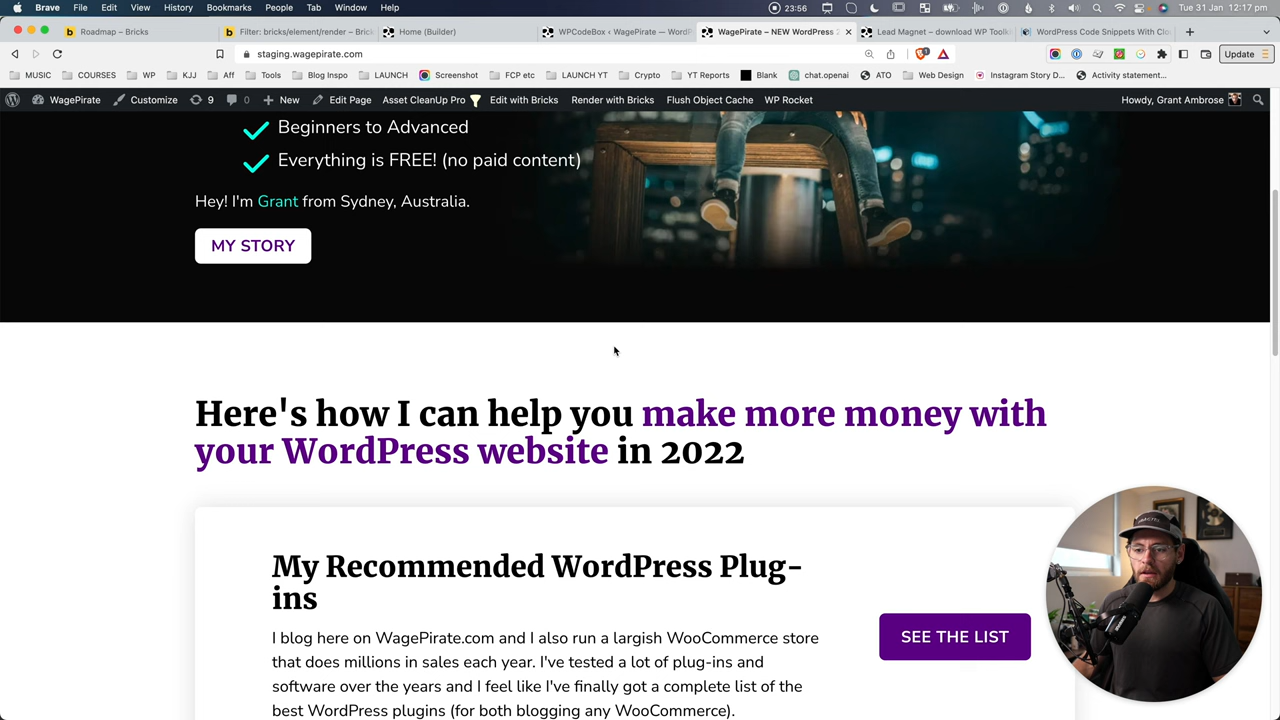 Brave File Edit View History Bookmarks People Tab Window Help 23:56 Tue 31 Jan 12:17 pm
Roadmap – Bricks
Filter: bricks/element/render – Brick
Home (Builder)
WPCodeBox ‹ WagePirate — WordP
WagePirate – NEW WordPress 2
Lead Magnet – download WP Toolki
WordPress Code Snippets With Clou
staging.wagepirate.com
Update
MUSIC COURSES WP KJJ Aff Tools Blog Inspo LAUNCH Screenshot FCP etc LAUNCH YT Crypto YT Reports Blank chat.openai ATO Web Design Instagram Story D... Activity statement...
WagePirate Customize 9 0 New Edit Page Asset CleanUp Pro Edit with Bricks Render with Bricks Flush Object Cache WP Rocket Howdy, Grant Ambrose
Beginners to Advanced
Everything is FREE! (no paid content)
Hey! I'm Grant from Sydney, Australia.
MY STORY
Here's how I can help you make more money with
your WordPress website in 2022
My Recommended WordPress Plug-
ins
I blog here on WagePirate.com and I also run a largish WooCommerce store
that does millions in sales each year. I've tested a lot of plug-ins and
software over the years and I feel like I've finally got a complete list of the
best WordPress plugins (for both blogging any WooCommerce).
SEE THE LIST